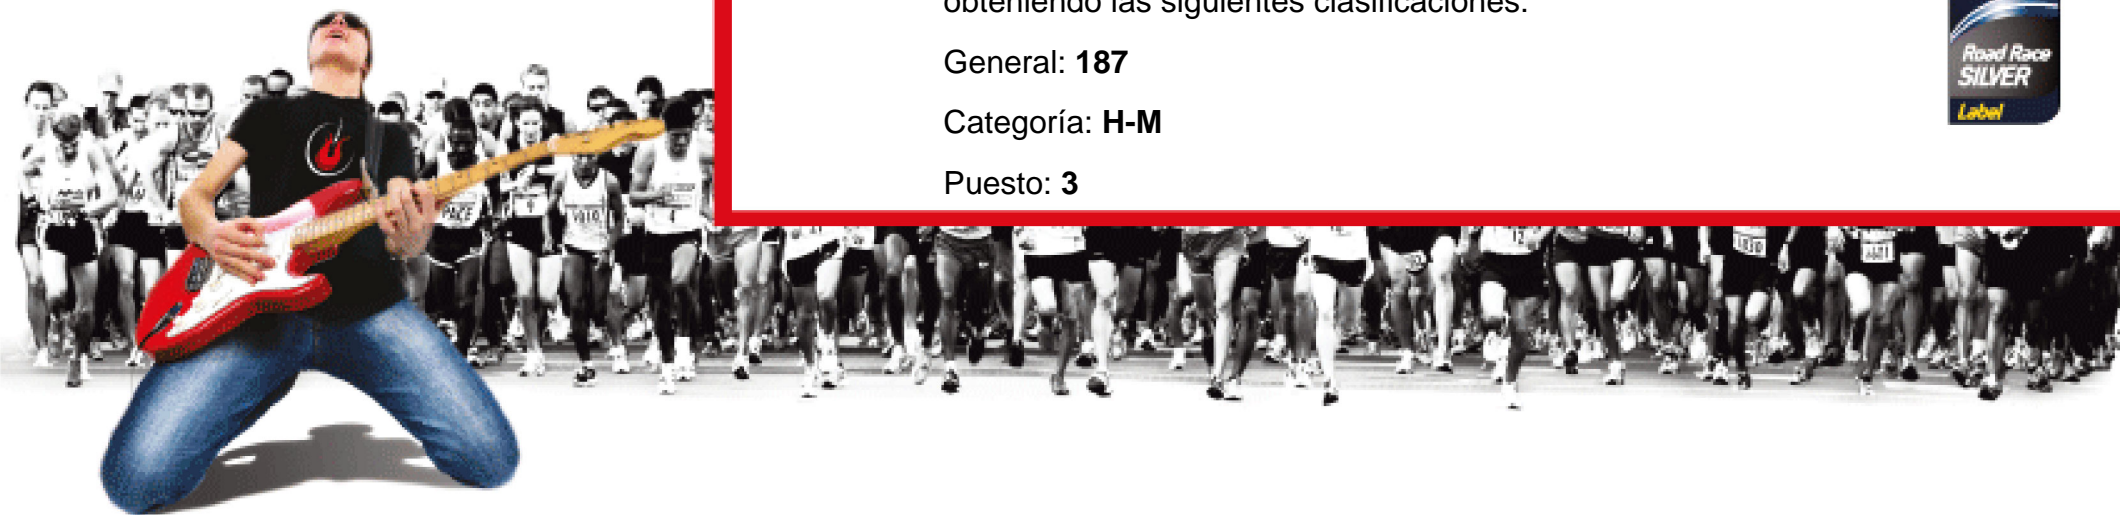 obteniendo las siguientes clasificaciones:
General: 187
Categoría: H-M
Puesto: 3
Road Race
SILVER
Label
PACE